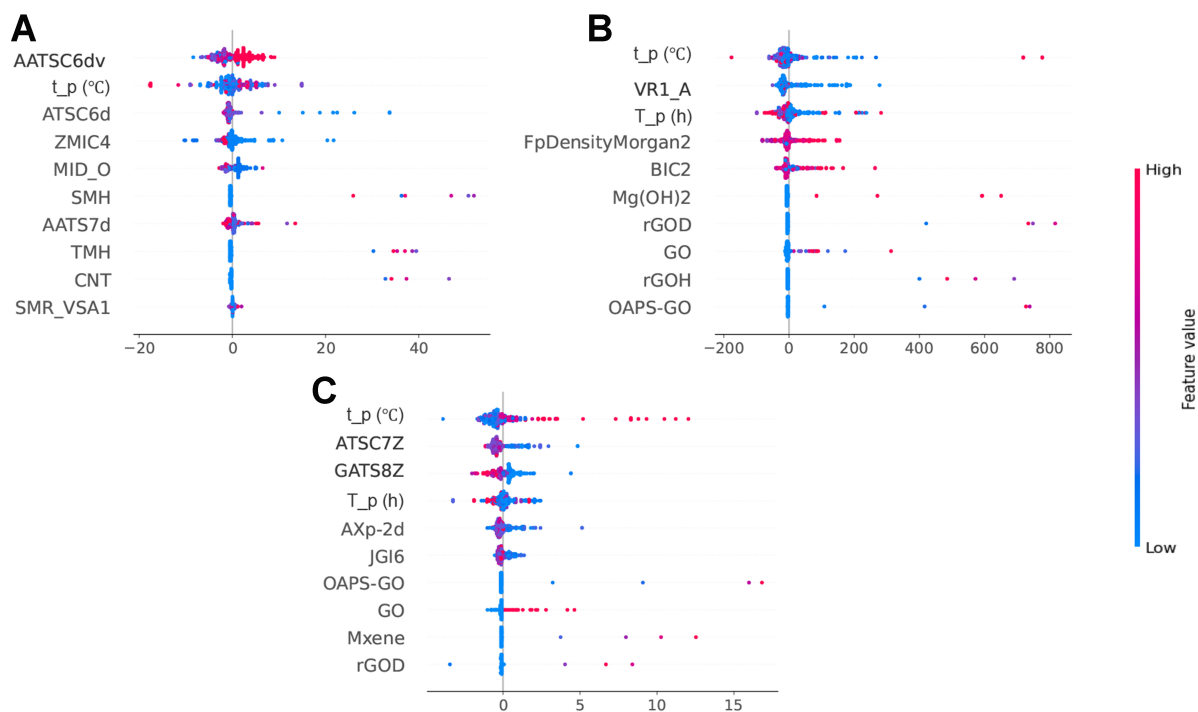 A
AATSC6dv
t_p (℃)
ATSC6d
ZMIC4
MID_O
SMH
AATS7d
TMH
CNT
SMR_VSA1
−20
0
20
40
B
t_p (℃)
VR1_A
T_p (h)
FpDensityMorgan2
BIC2
Mg(OH)2
rGOD
GO
rGOH
OAPS-GO
−200
0
200
400
600
800
C
t_p (℃)
ATSC7Z
GATS8Z
T_p (h)
AXp-2d
JGI6
OAPS-GO
GO
Mxene
rGOD
0
5
10
15
High
Feature value
Low